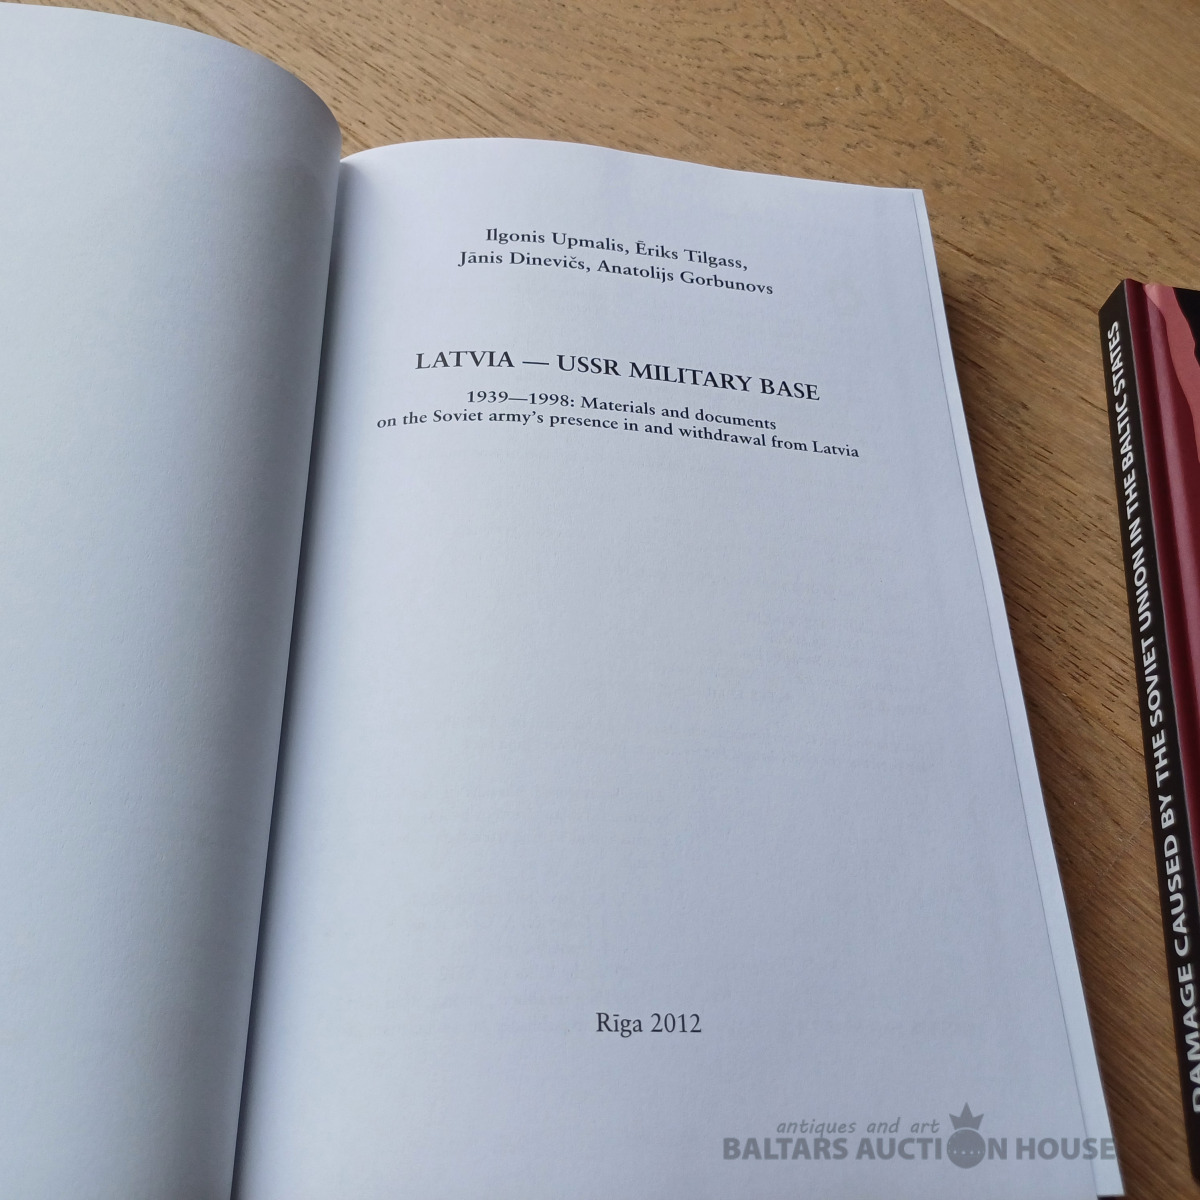 Ilgonis Upmalis, Ēriks Tilgass,
Jānis Dinevičs, Anatolijs Gorbunovs
LATVIA — USSR MILITARY BASE
1939—1998: Materials and documents
on the Soviet army's presence in and withdrawal from Latvia
Rīga 2012
DAMAGE CAUSED BY THE SOVIET UNION IN THE BALTIC STATES
antiques and art
BALTARS AUCTION HOUSE